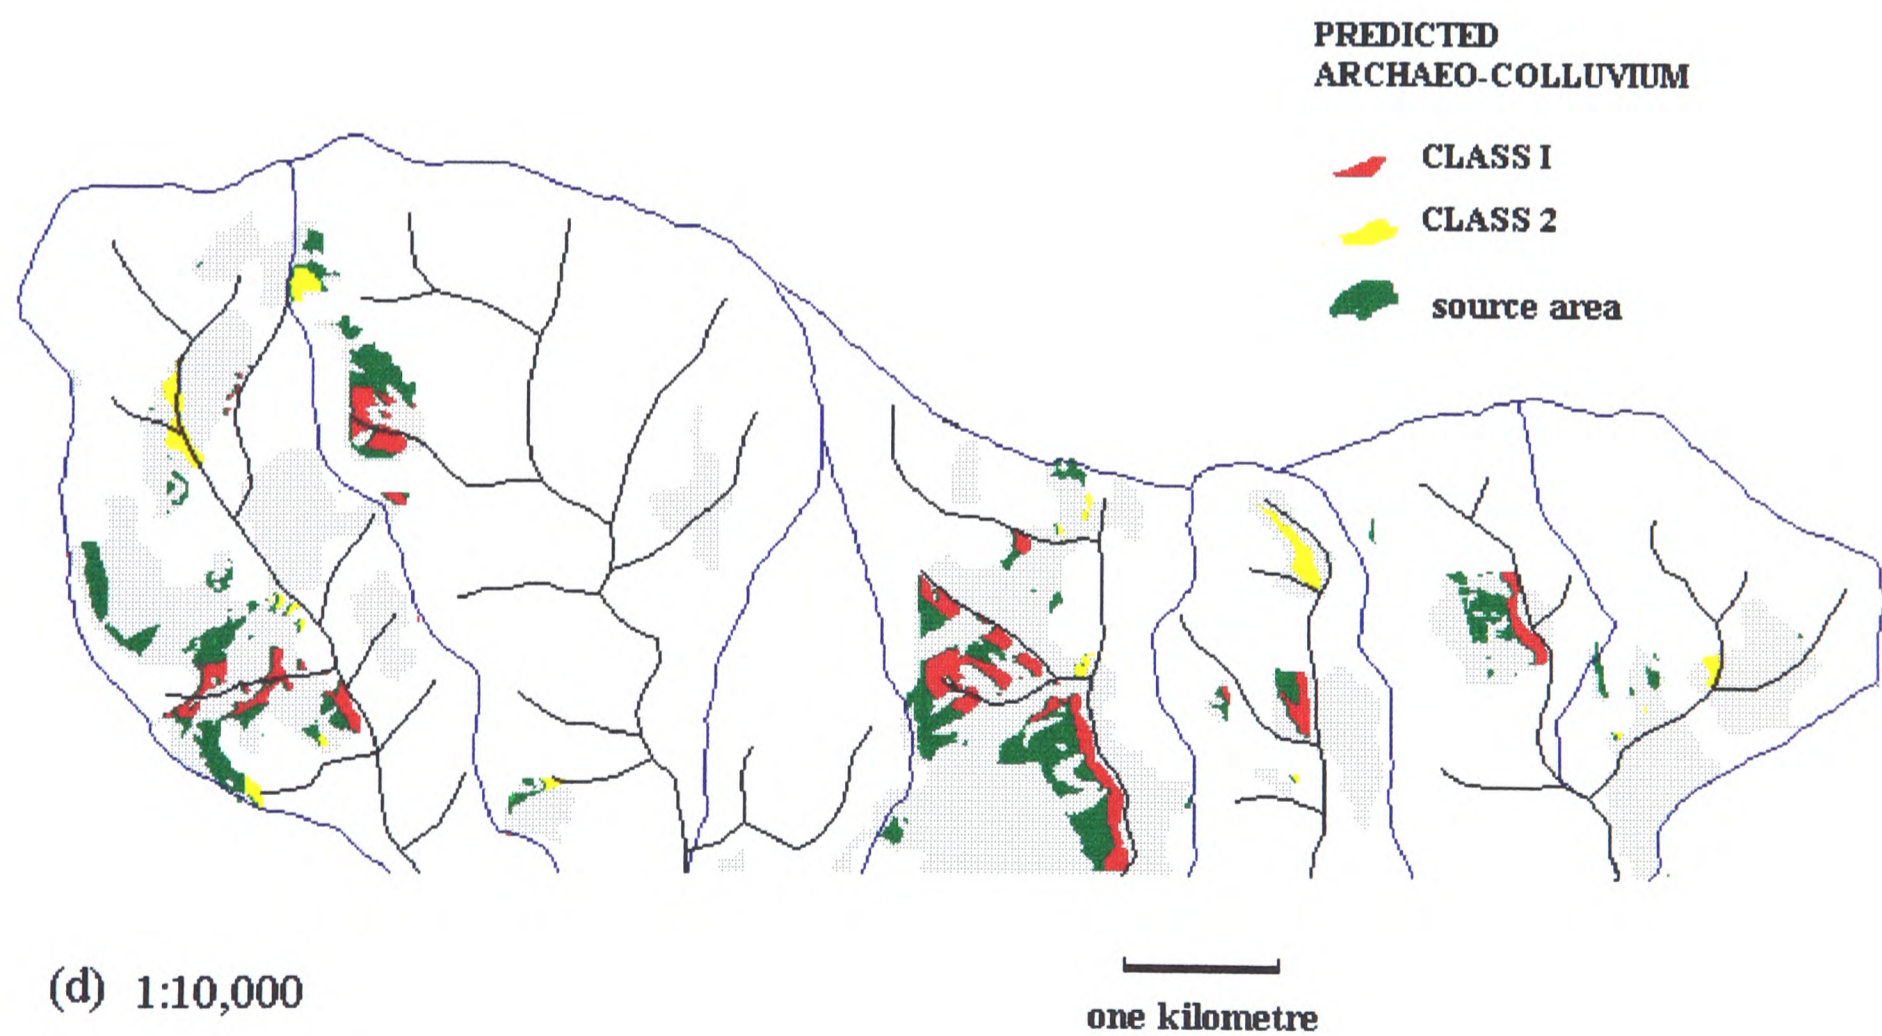 PREDICTED
ARCHAEO-COLLUVIUM
CLASS I
CLASS 2
source area
(d) 1:10,000
one kilometre